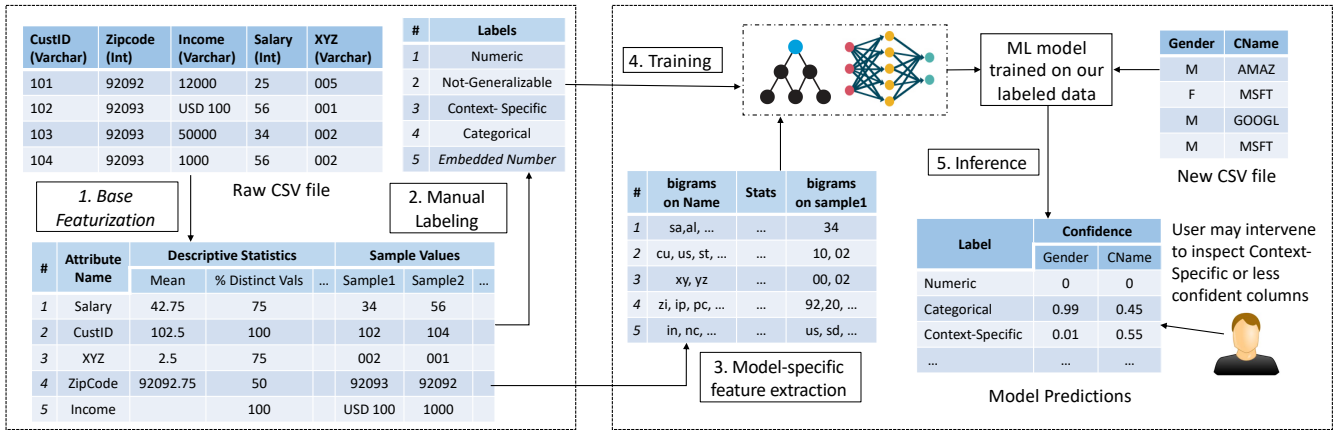 CustID Zipcode Income Salary XYZ
(Varchar) (Int) (Varchar) (Int) (Varchar)
101 92092 12000 25 005
102 92093 USD 100 56 001
103 92093 50000 34 002
104 92093 1000 56 002
Raw CSV file
# Labels
1 Numeric
2 Not-Generalizable
3 Context- Specific
4 Categorical
5 Embedded Number
1. Base
Featurization
2. Manual
Labeling
Descriptive Statistics Sample Values
# Attribute
Name
Mean % Distinct Vals ... Sample1 Sample2 ...
1 Salary 42.75 75 34 56
2 CustID 102.5 100 102 104
3 XYZ 2.5 75 002 001
4 ZipCode 92092.75 50 92093 92092
5 Income 100 USD 100 1000
4. Training
ML model
trained on our
labeled data
Gender CName
M AMAZ
F MSFT
M GOOGL
M MSFT
New CSV file
5. Inference
# bigrams
on Name Stats bigrams
on sample1
1 sa,al, ... ... 34
2 cu, us, st, ... ... 10, 02
3 xy, yz ... 00, 02
4 zi, ip, pc, ... ... 92,20, ...
5 in, nc, ... ... us, sd, ...
3. Model-specific
feature extraction
Label Confidence
Gender CName
Numeric 0 0
Categorical 0.99 0.45
Context-Specific 0.01 0.55
... ... ...
Model Predictions
User may intervene
to inspect Context-
Specific or less
confident columns